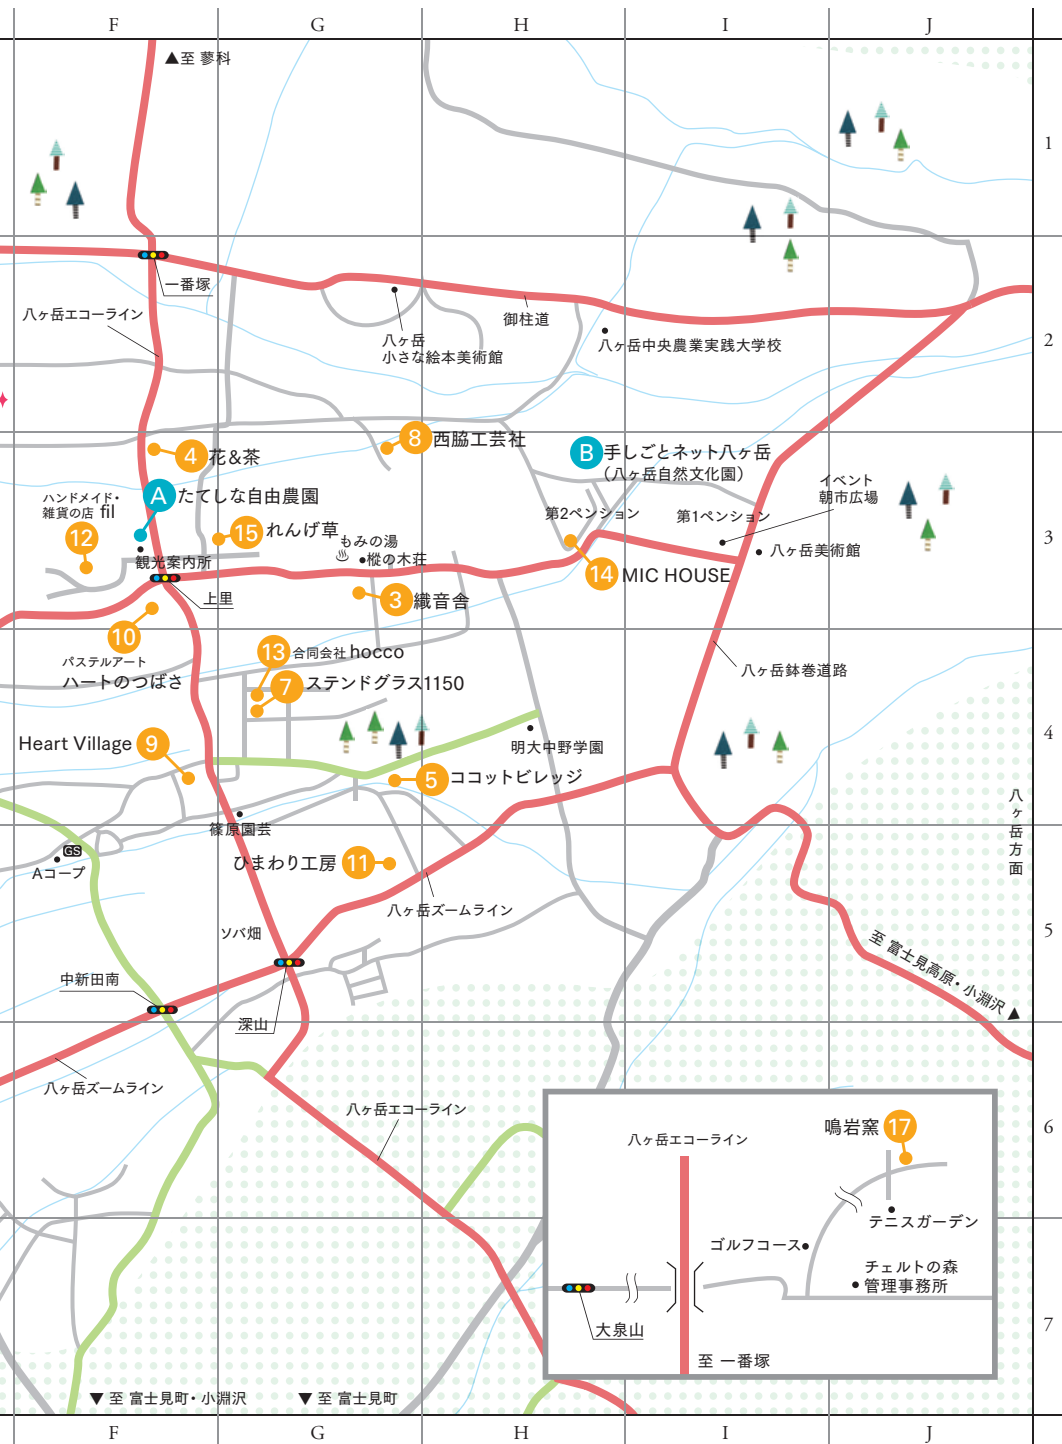 F G H I J
▲至 蓼科
1
一番塚
八ヶ岳エコーライン
御柱道
八ヶ岳
小さな絵本美術館
八ヶ岳中央農業実践大学校
2
8 西脇工芸社
4 花&茶
B 手しごとネット八ヶ岳
(八ヶ岳自然文化園)
A たてしな自由農園
ハンドメイド・
雑貨の店 fil
12
イベント
朝市広場
第2ペンション
第1ペンション
15 れんげ草
もみの湯
樅の木荘
八ヶ岳美術館
3
観光案内所
14 MIC HOUSE
上里
3 織音舎
10
パステルアート
ハートのつばさ
13 合同会社 hocco
7 ステンドグラス1150
八ヶ岳鉢巻道路
Heart Village 9
明大中野学園
4
5 ココットビレッジ
八ヶ岳方面
篠原園芸
GS
Aコープ
ひまわり工房 11
八ヶ岳ズームライン
ソバ畑
5
至 富士見高原・小淵沢 ▲
中新田南
深山
八ヶ岳ズームライン
八ヶ岳エコーライン
6
八ヶ岳エコーライン
鳴岩窯 17
テニスガーデン
ゴルフコース
チェルトの森
管理事務所
大泉山
7
至 一番塚
▼ 至 富士見町・小淵沢
▼ 至 富士見町
F G H I J